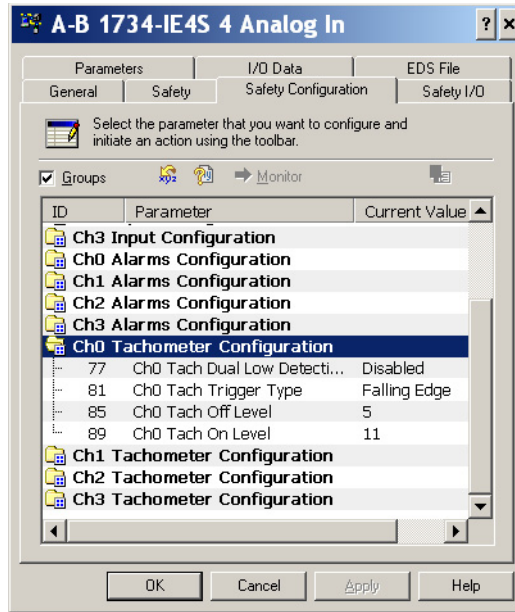 A-B 1734-IE4S 4 Analog In
Parameters I/O Data EDS File
General Safety Safety Configuration Safety I/O
Select the parameter that you want to configure and
initiate an action using the toolbar.
Groups Monitor
ID Parameter Current Value
Ch3 Input Configuration
Ch0 Alarms Configuration
Ch1 Alarms Configuration
Ch2 Alarms Configuration
Ch3 Alarms Configuration
Ch0 Tachometer Configuration
77 Ch0 Tach Dual Low Detecti... Disabled
81 Ch0 Tach Trigger Type Falling Edge
85 Ch0 Tach Off Level 5
89 Ch0 Tach On Level 11
Ch1 Tachometer Configuration
Ch2 Tachometer Configuration
Ch3 Tachometer Configuration
OK Cancel Apply Help